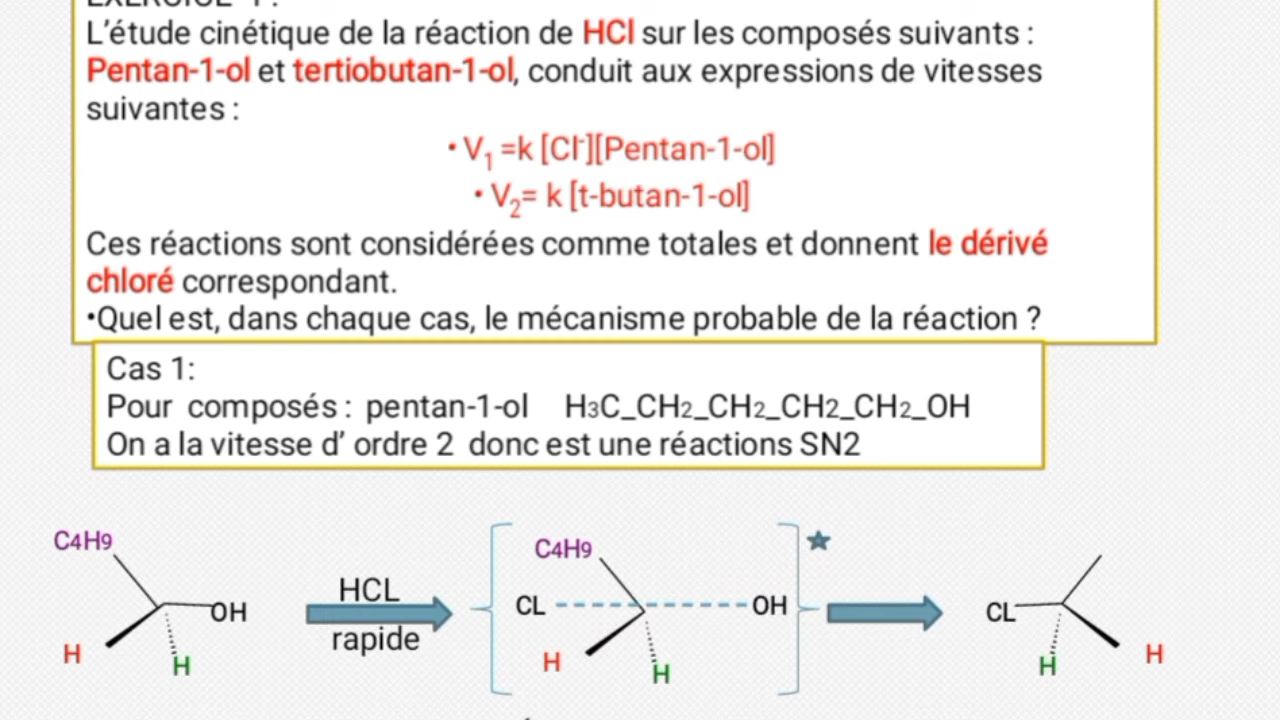 EXERCICE 1 :
L’étude cinétique de la réaction de HCl sur les composés suivants :
Pentan-1-ol et tertiobutan-1-ol, conduit aux expressions de vitesses
suivantes :
• V₁ =k [Cl⁻][Pentan-1-ol]
• V₂= k [t-butan-1-ol]
Ces réactions sont considérées comme totales et donnent le dérivé
chloré correspondant.
•Quel est, dans chaque cas, le mécanisme probable de la réaction ?
Cas 1:
Pour composés : pentan-1-ol H3C_CH2_CH2_CH2_CH2_OH
On a la vitesse d’ ordre 2 donc est une réactions SN2
C4H9
OH
H
H
HCL
rapide
C4H9
CL
OH
H
H
CL
H
H